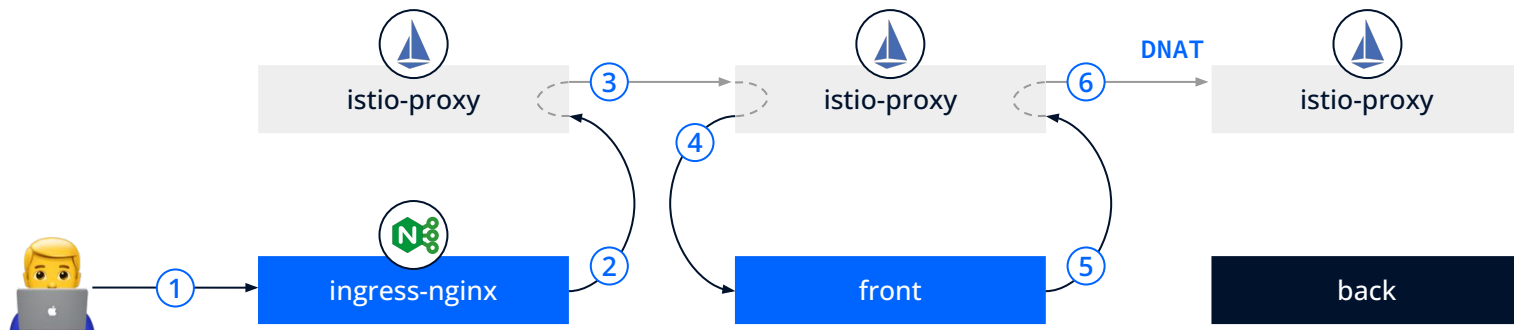 DNAT
3
6
istio-proxy
istio-proxy
istio-proxy
4
N
1
2
5
ingress-nginx
front
back